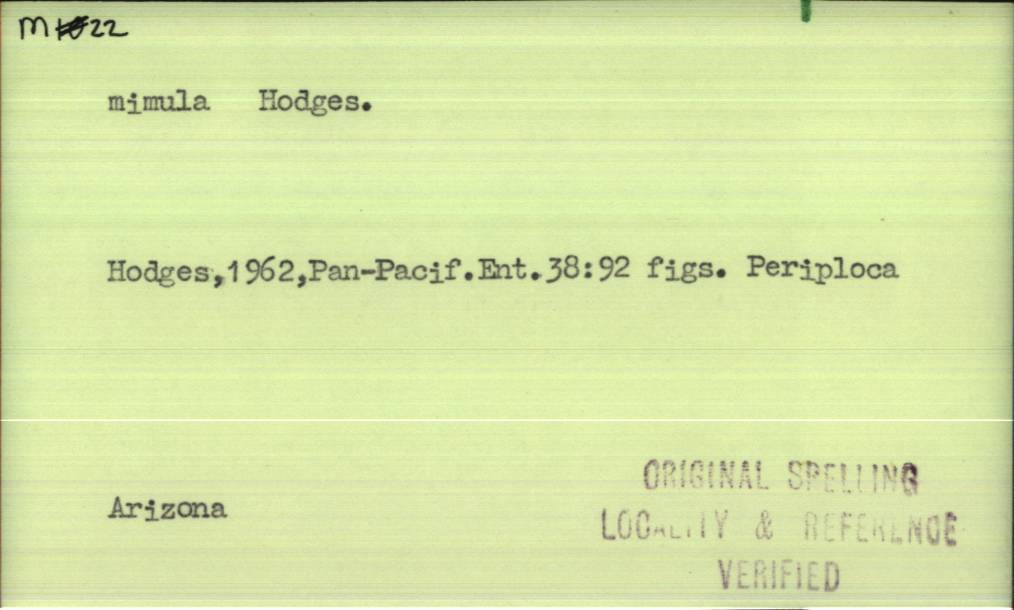 M 22
mimula Hodges.
Hodges,1962,Pan-Pacif.Ent.38:92 figs. Periploca
Arizona
ORIGINAL SPELLING
LOCALITY & REFERENCE
VERIFIED